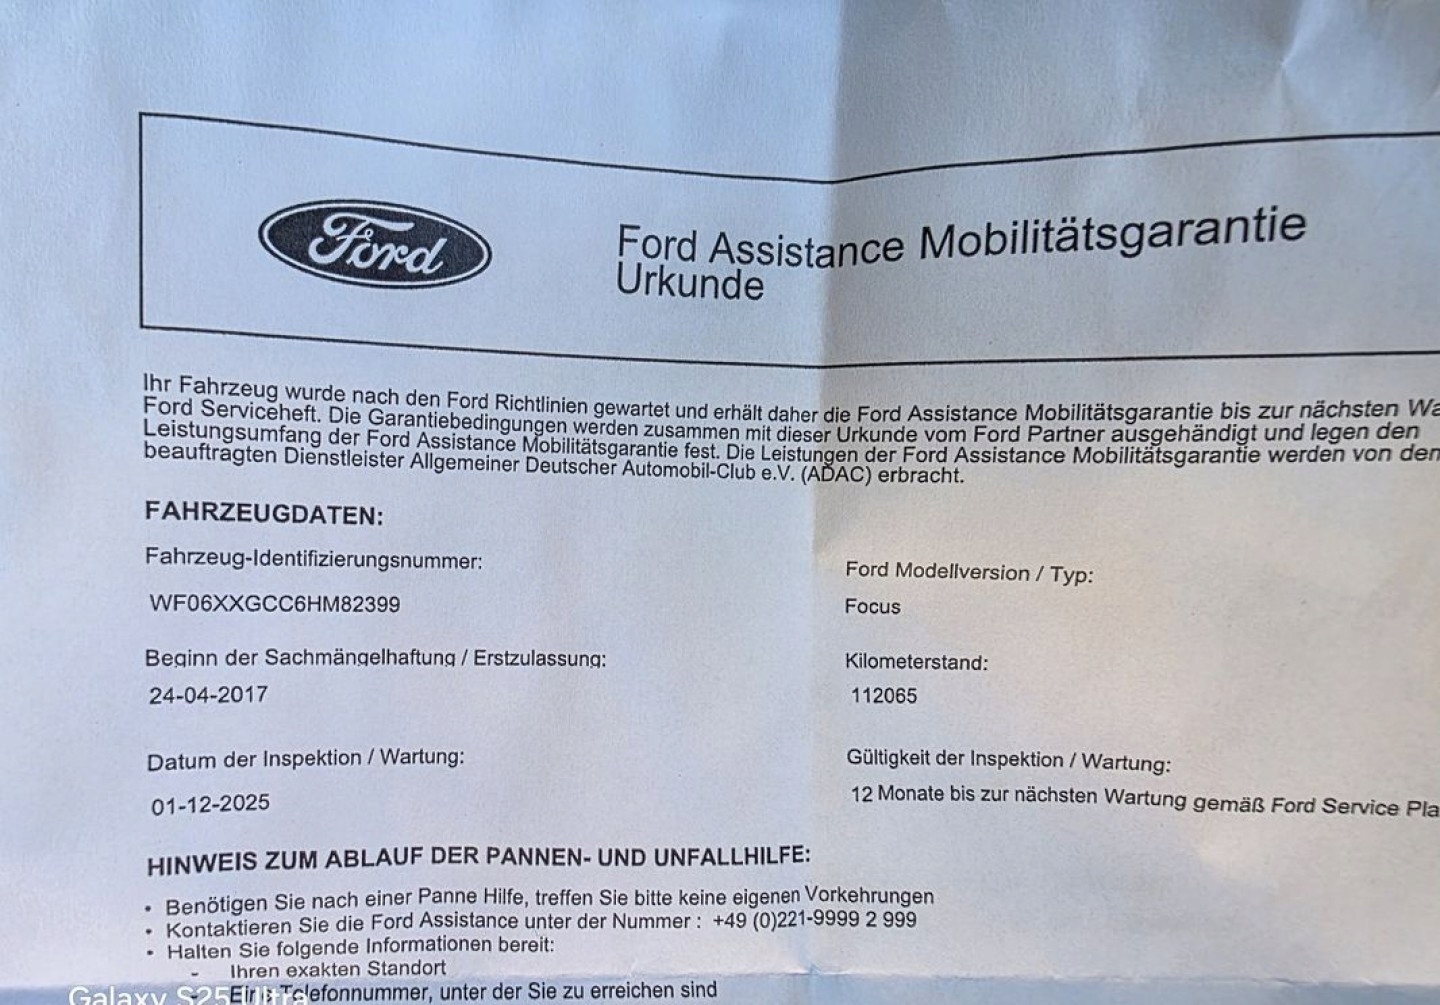 Ford
Ford Assistance Mobilitätsgarantie
Urkunde
Ihr Fahrzeug wurde nach den Ford Richtlinien gewartet und erhält daher die Ford Assistance Mobilitätsgarantie bis zur nächsten
Ford Serviceheft. Die Garantiebedingungen werden zusammen mit dieser Urkunde vom Ford Partner ausgehändigt und legen den
Leistungsumfang der Ford Assistance Mobilitätsgarantie fest. Die Leistungen der Ford Assistance Mobilitätsgarantie werden von
beauftragten Dienstleister Allgemeiner Deutscher Automobil-Club e.V. (ADAC) erbracht.
FAHRZEUGDATEN:
Fahrzeug-Identifizierungsnummer:
Ford Modellversion / Typ:
WF06XXGCC6HM82399
Focus
Beginn der Sachmängelhaftung / Erstzulassung:
Kilometerstand:
24-04-2017
112065
Datum der Inspektion / Wartung:
Gültigkeit der Inspektion / Wartung:
01-12-2025
12 Monate bis zur nächsten Wartung gemäß Ford Service
HINWEIS ZUM ABLAUF DER PANNEN- UND UNFALLHILFE:
• Benötigen Sie nach einer Panne Hilfe, treffen Sie bitte keine eigenen Vorkehrungen
• Kontaktieren Sie die Ford Assistance unter der Nummer : +49 (0)221-9999 2 999
• Halten Sie folgende Informationen bereit:
- Ihren exakten Standort
Telefonnummer, unter der Sie zu erreichen sind
Galaxy S25 Ultra